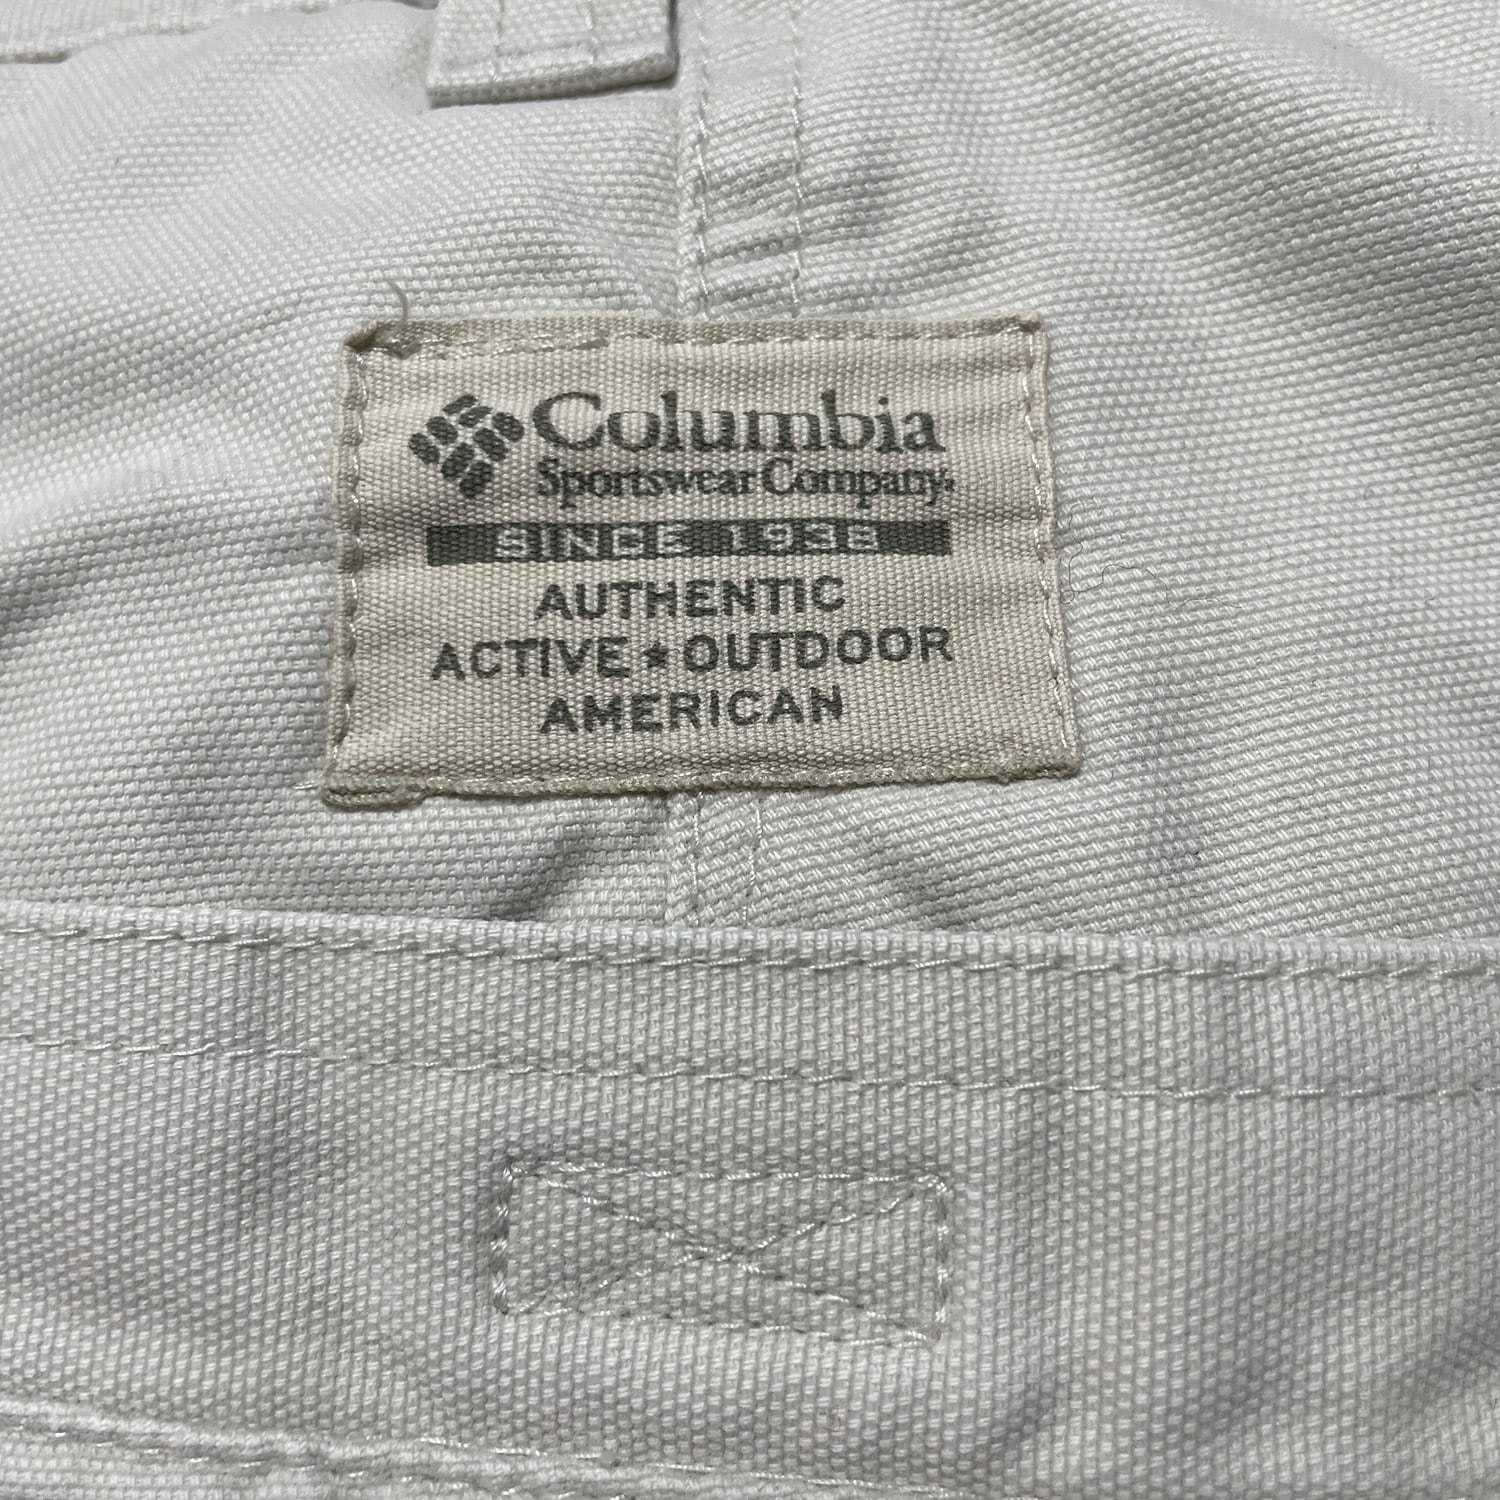 Columbia
Sportswear Company.
SINCE 1938
AUTHENTIC
ACTIVE★OUTDOOR
AMERICAN